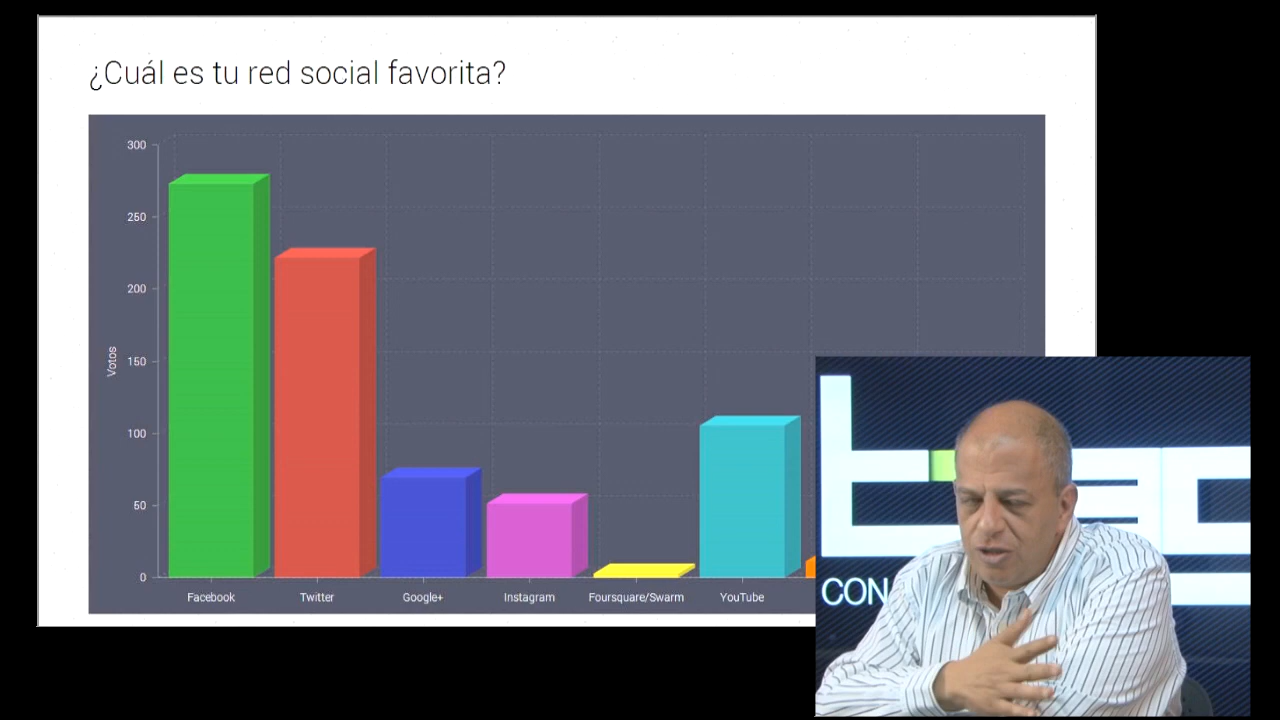 ¿Cuál es tu red social favorita?
300
250
200
150
100
50
0
Votos
Facebook
Twitter
Google+
Instagram
Foursquare/Swarm
YouTube
CON